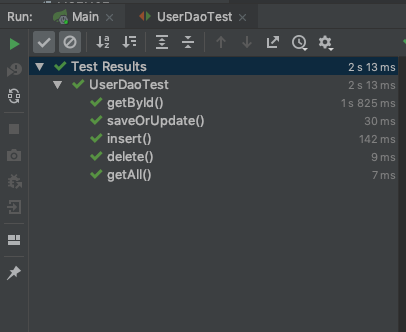 Run: Main × UserDaoTest ×
Test Results 2 s 13 ms
UserDaoTest 2 s 13 ms
getById() 1 s 825 ms
saveOrUpdate() 30 ms
insert() 142 ms
delete() 9 ms
getAll() 7 ms